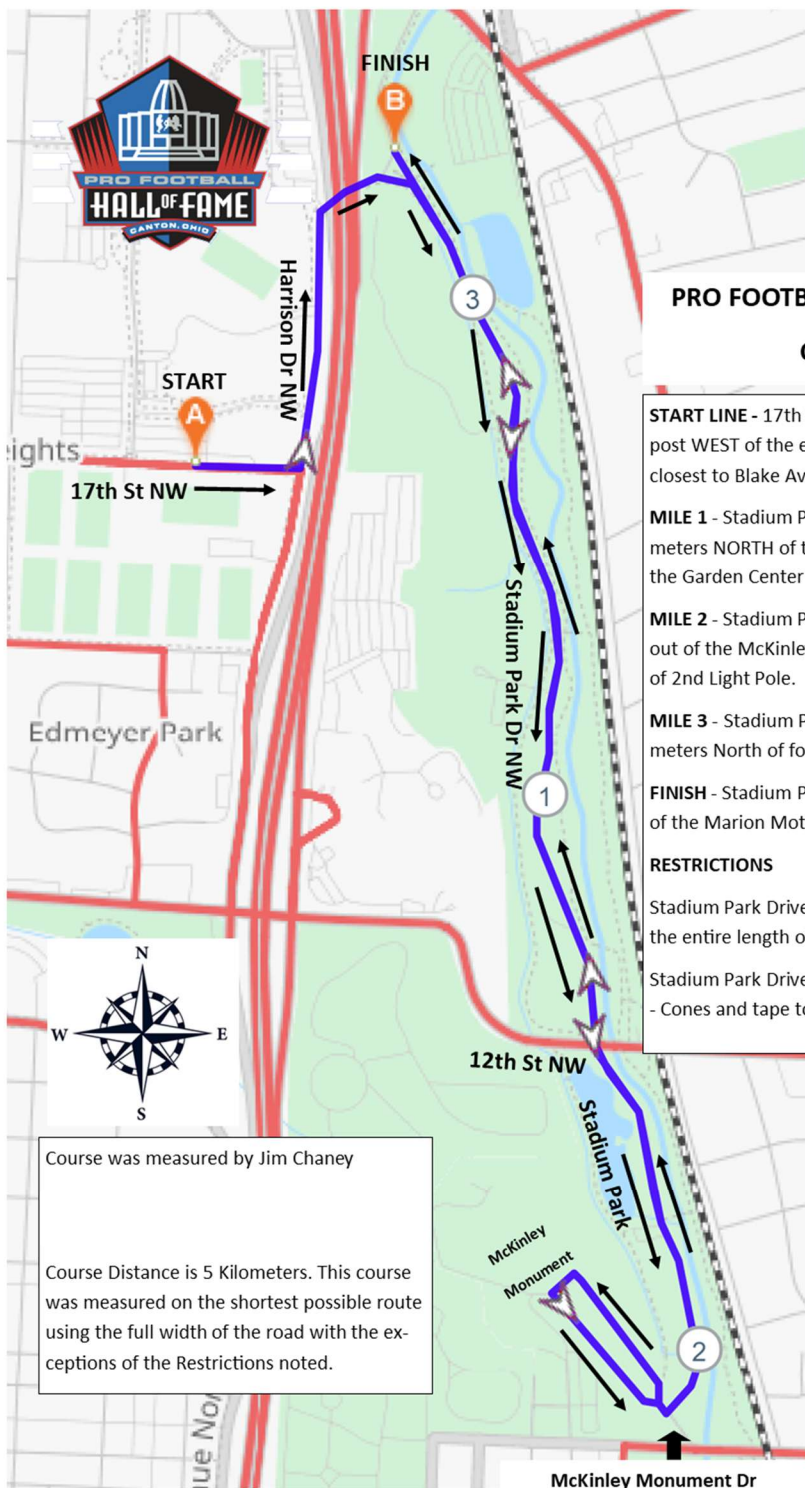 FINISH
B
PRO FOOTBALL
HALL OF FAME
CANTON, OHIO
Harrison Dr NW
3
START
A
eights
17th St NW
Stadium Park Dr NW
Edmeyer Park
1
N
W
E
S
12th St NW
Stadium Park
McKinley
Monument
2
McKinley Monument Dr
ue No
PRO FOOTB
START LINE - 17th
post WEST of the e
closest to Blake Av
MILE 1 - Stadium P
meters NORTH of t
the Garden Center
MILE 2 - Stadium P
out of the McKinle
of 2nd Light Pole.
MILE 3 - Stadium P
meters North of fo
FINISH - Stadium P
of the Marion Mot
RESTRICTIONS
Stadium Park Drive
the entire length o
Stadium Park Drive
- Cones and tape to
Course was measured by Jim Chaney
Course Distance is 5 Kilometers. This course
was measured on the shortest possible route
using the full width of the road with the ex-
ceptions of the Restrictions noted.